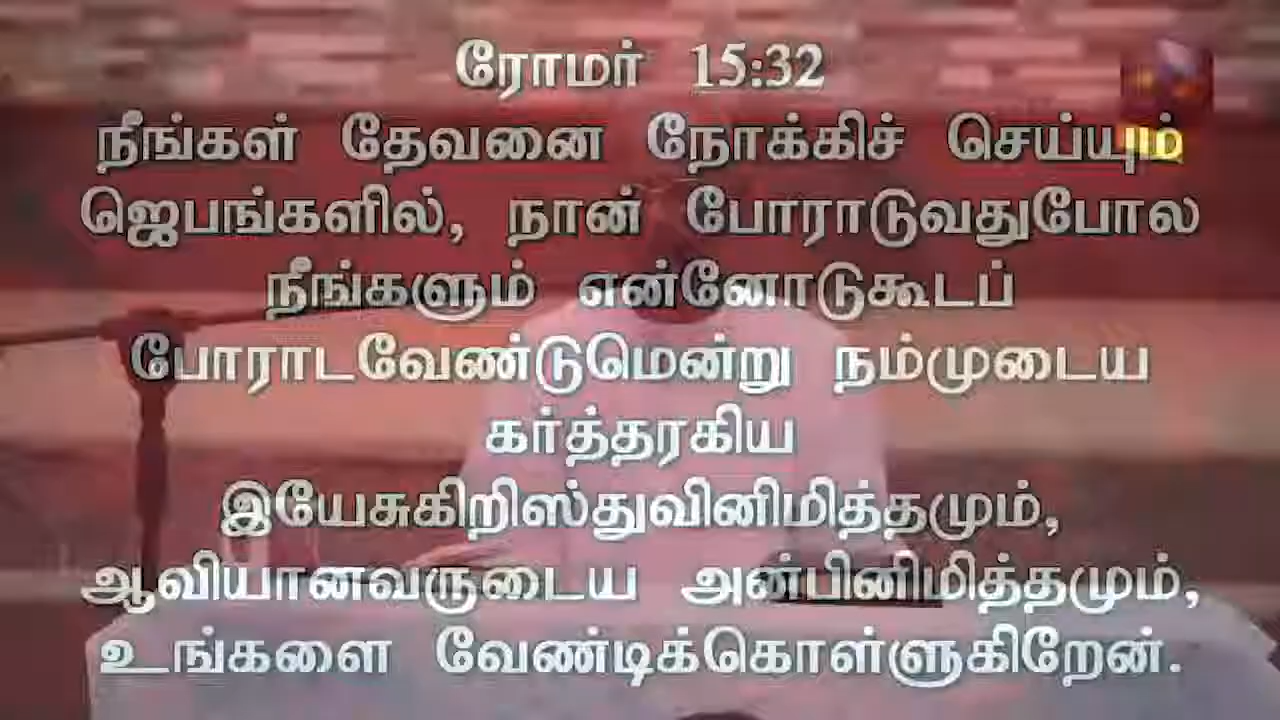 ரோமர் 15:32
நீங்கள் தேவனை நோக்கிச் செய்யும்
ஜெபங்களில், நான் போராடுவதுபோல
நீங்களும் என்னோடுகூடப்
போராடவேண்டுமென்று நம்முடைய
கர்த்தரகிய
இயேசுகிறிஸ்துவினிமித்தமும்,
ஆவியானவருடைய அன்பினிமித்தமும்,
உங்களை வேண்டிக்கொள்ளுகிறேன்.